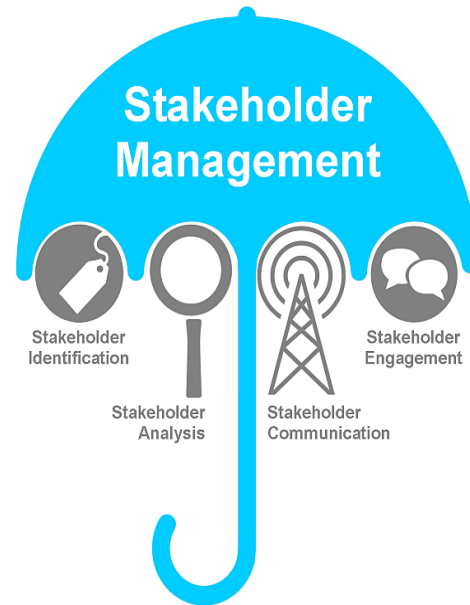 Stakeholder
Management
Stakeholder
Identification
Stakeholder
Analysis
Stakeholder
Communication
Stakeholder
Engagement